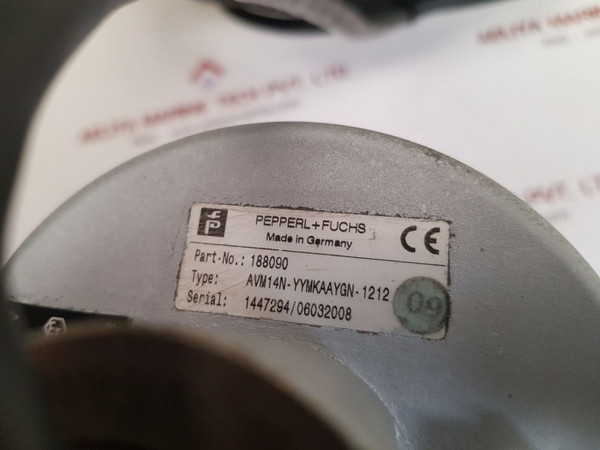 PEPPERL+FUCHS
Made in Germany
CE
Part-No.: 188090
Type: AVM14N-YYMKAAYGN-1212
Serial: 1447294/06032008
09